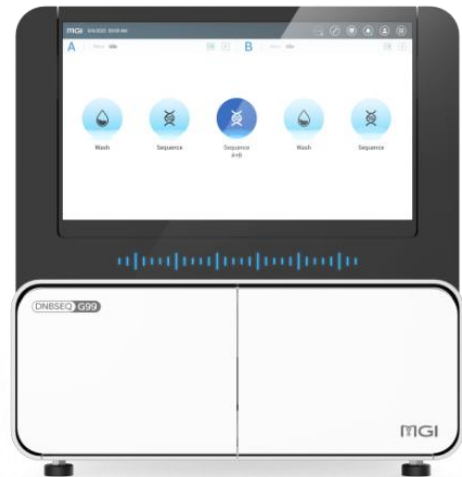 MGI
A
B
Wash
Sequence
Sequence
A+B
Wash
Sequence
DNBSEQ G99
MGI